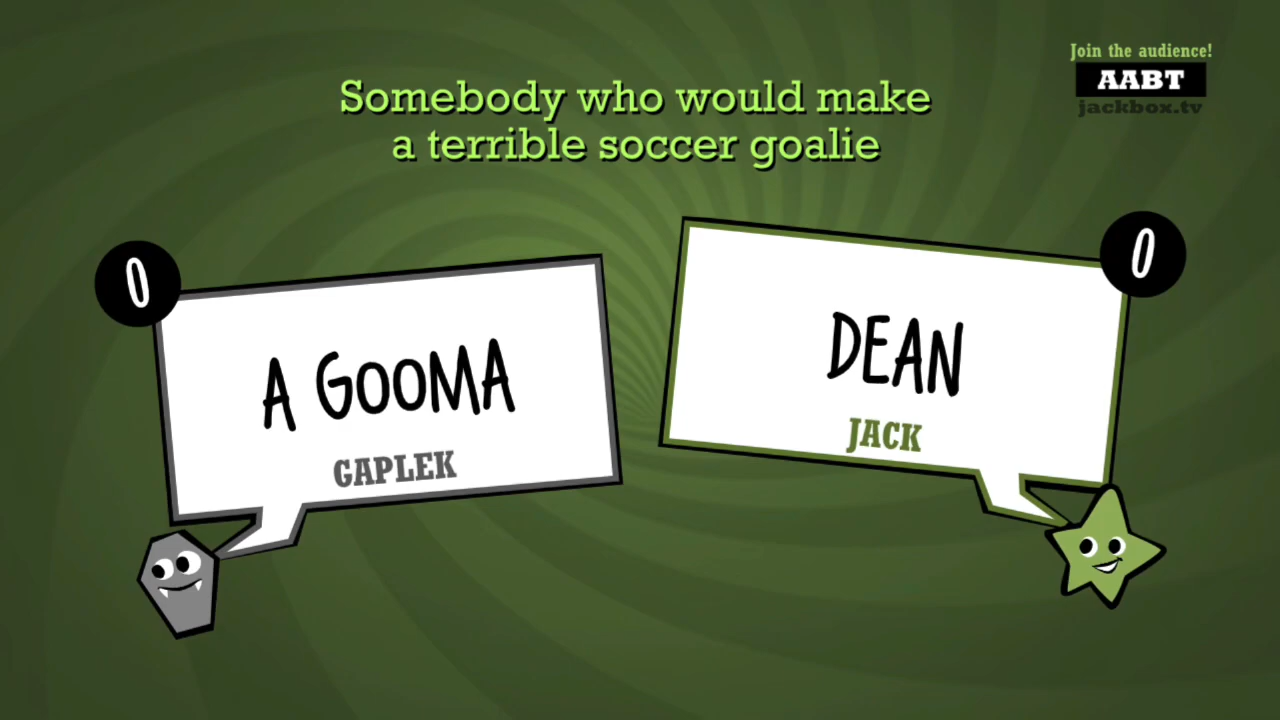 Join the audience!
AABT
jackbox.tv
Somebody who would make
a terrible soccer goalie
0
A GOOMA
GAPLEK
0
DEAN
JACK